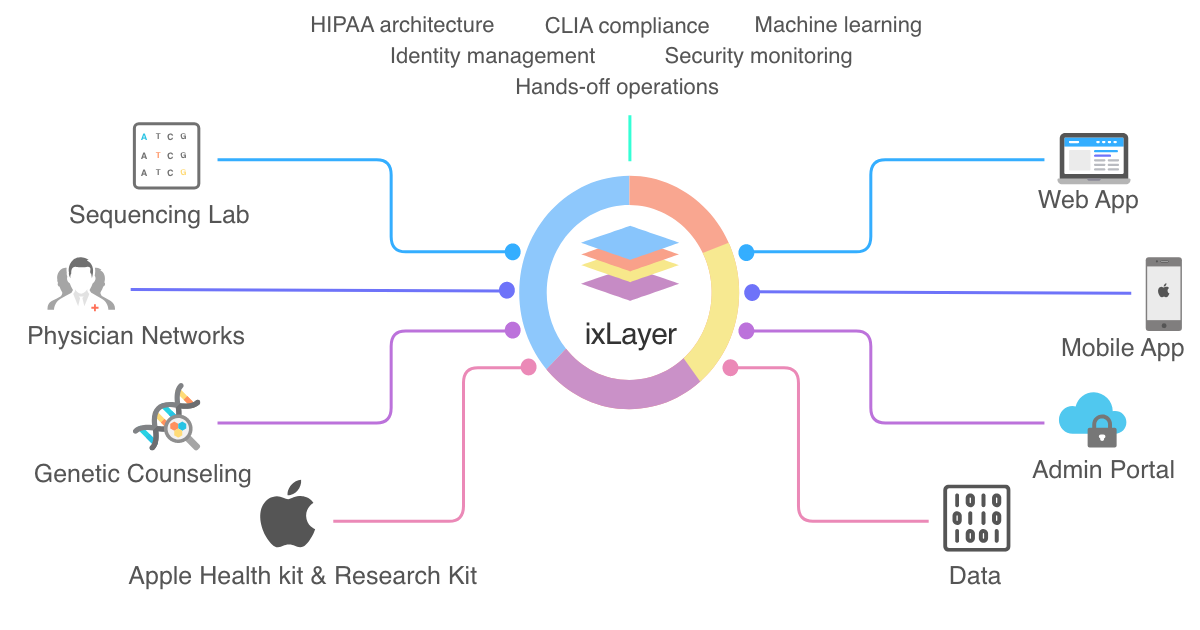 HIPAA architecture CLIA compliance Machine learning
Identity management Security monitoring
Hands-off operations
A T C G
A T C G
A T C G
Sequencing Lab
Web App
Physician Networks
ixLayer
Mobile App
Genetic Counseling
Admin Portal
1010
0110
1001
Apple Health kit & Research Kit
Data